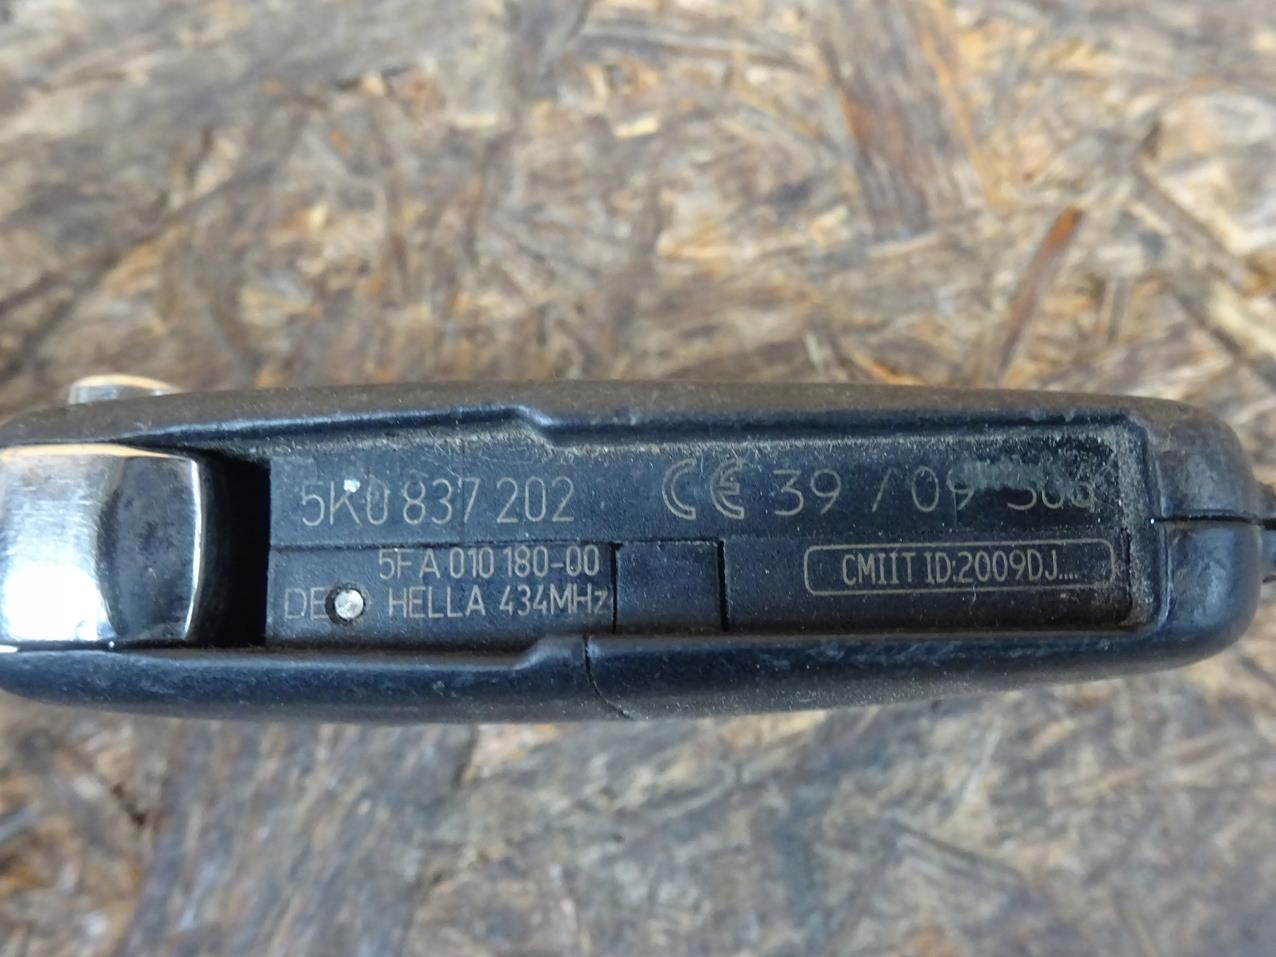 5K0 837 202 CE 39 / 09
5FA 010 180-00
DE HELLA 434MHz
CMIIT ID:2009DJ....